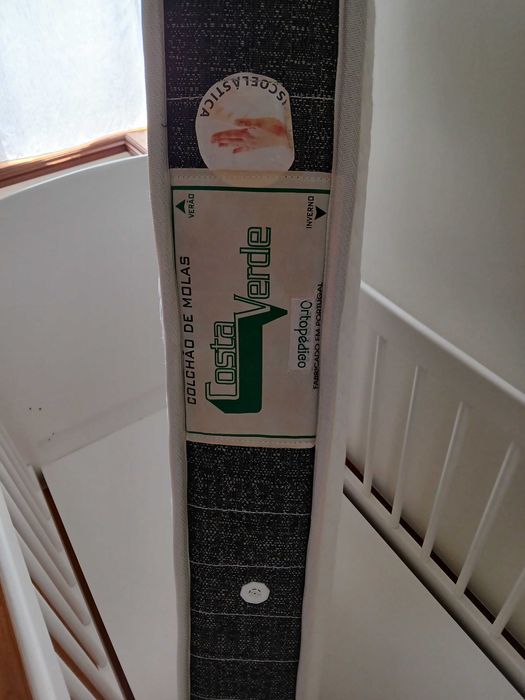 ISCOELÁSTICA
VERÃO
INVERNO
COLCHÃO DE MOLAS
Costa
Verde
Ortopédico
FABRICADO EM PORTUGAL